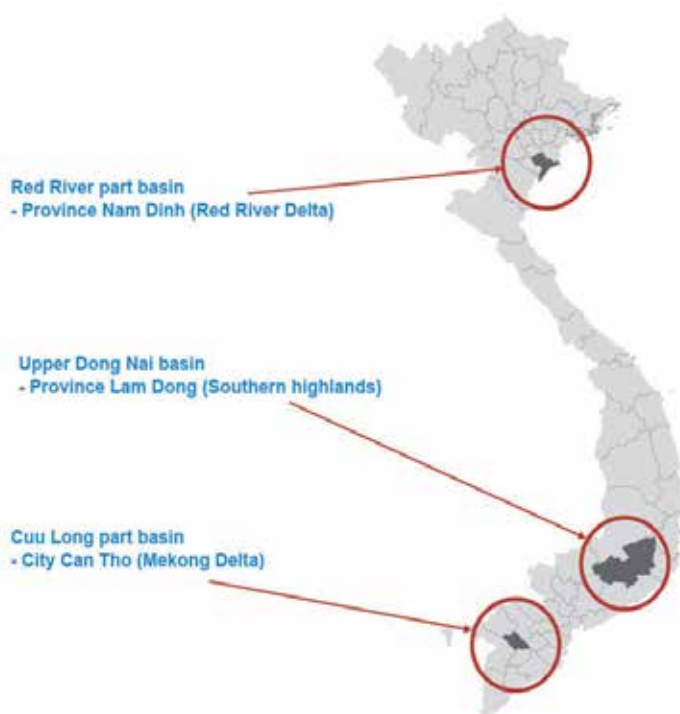 Red River part basin
- Province Nam Dinh (Red River Delta)
Upper Dong Nai basin
- Province Lam Dong (Southern highlands)
Cuu Long part basin
- City Can Tho (Mekong Delta)